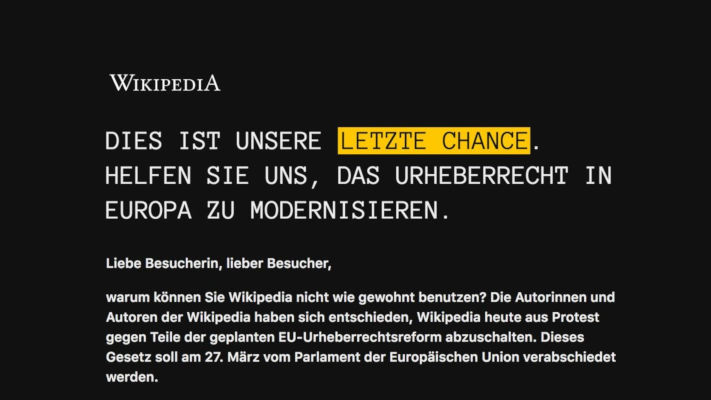 WIKIPEDIA
DIES IST UNSERE LETZTE CHANCE.
HELFEN SIE UNS, DAS URHEBERRECHT IN
EUROPA ZU MODERNISIEREN.
Liebe Besucherin, lieber Besucher,
warum können Sie Wikipedia nicht wie gewohnt benutzen? Die Autorinnen und
Autoren der Wikipedia haben sich entschieden, Wikipedia heute aus Protest
gegen Teile der geplanten EU-Urheberrechtsreform abzuschalten. Dieses
Gesetz soll am 27. März vom Parlament der Europäischen Union verabschiedet
werden.